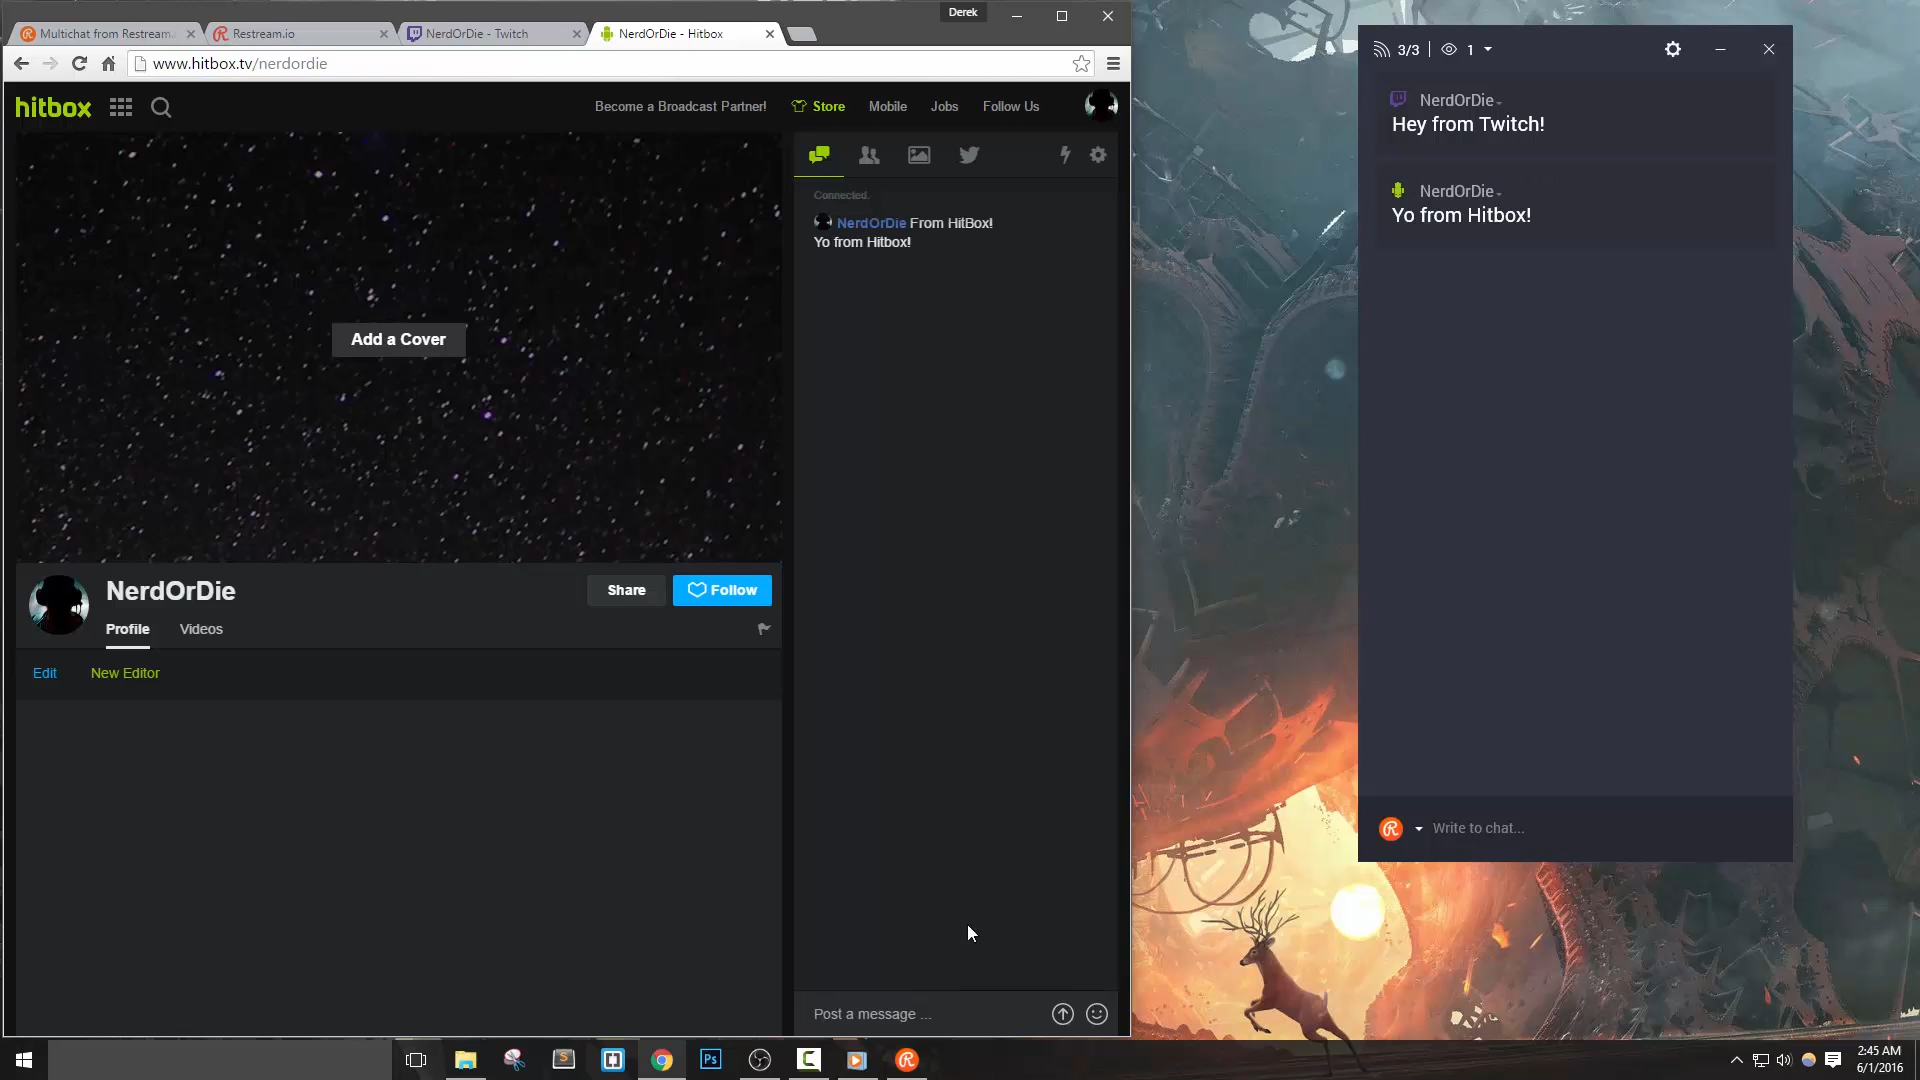 Derek
Multichat from Restream.
Restream.io
NerdOrDie - Twitch
NerdOrDie - Hitbox
www.hitbox.tv/nerdordie
hitbox
Become a Broadcast Partner!
Store
Mobile
Jobs
Follow Us
Connected.
NerdOrDie From HitBox!
Yo from Hitbox!
Add a Cover
NerdOrDie
Share
Follow
Profile
Videos
Edit
New Editor
Post a message ...
3/3
1
NerdOrDie
Hey from Twitch!
NerdOrDie
Yo from Hitbox!
Write to chat...
Ps
2:45 AM
6/1/2016